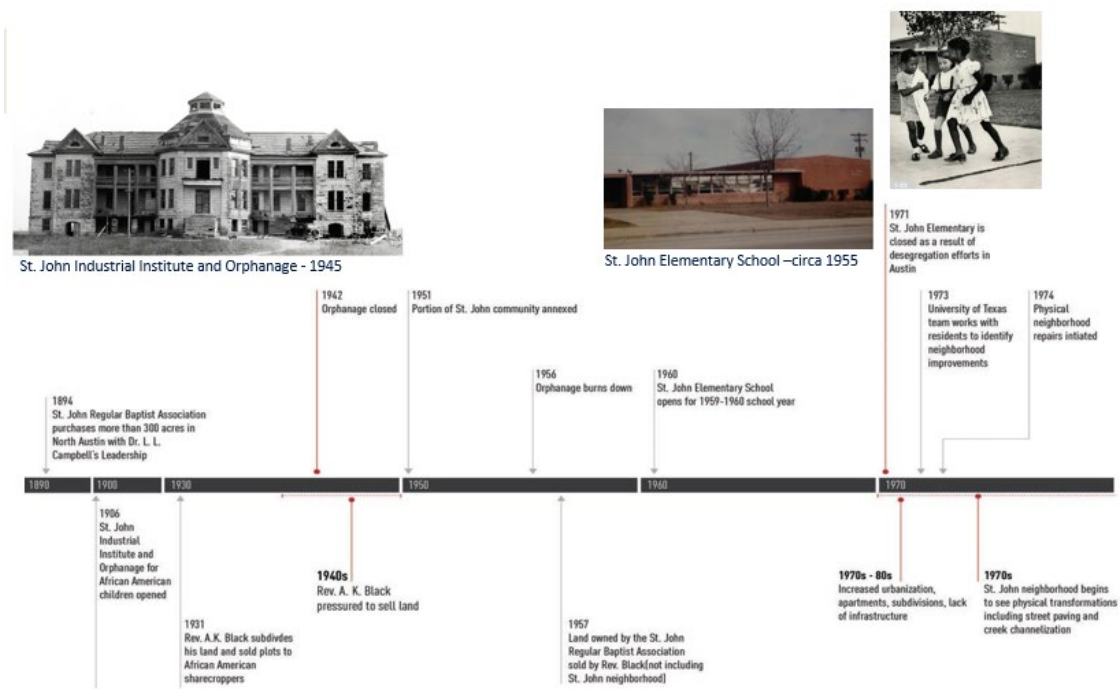 St. John Industrial Institute and Orphanage - 1945
St. John Elementary School –circa 1955
1971
St. John Elementary is
closed as a result of
desegregation efforts in
Austin
1942
Orphanage closed
1951
Portion of St. John community annexed
1973
University of Texas
team works with
residents to identify
neighborhood
improvements
1974
Physical
neighborhood
repairs intiated
1956
Orphanage burns down
1960
St. John Elementary School
opens for 1959-1960 school year
1894
St. John Regular Baptist Association
purchases more than 300 acres in
North Austin with Dr. L. L.
Campbell's Leadership
1890
1900
1930
1950
1960
1970
1906
St. John
Industrial
Institute and
Orphanage for
African American
children opened
1940s
Rev. A. K. Black
pressured to sell land
1970s - 80s
Increased urbanization,
apartments, subdivisions, lack
of infrastructure
1970s
St. John neighborhood begins
to see physical transformations
including street paving and
creek channelization
1931
Rev. A.K. Black subdivdes
his land and sold plots to
African American
sharecroppers
1957
Land owned by the St. John
Regular Baptist Association
sold by Rev. Black(not including
St. John neighborhood)